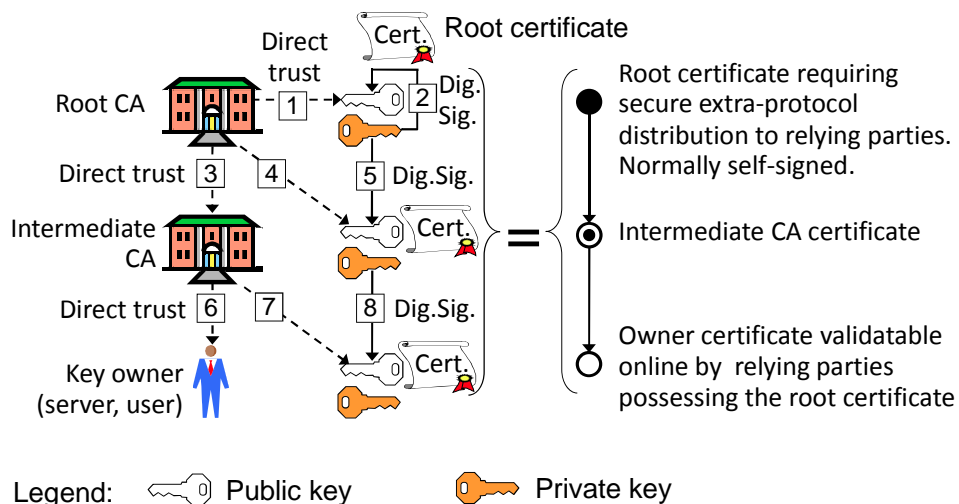 Cert.
Root certificate
Direct
trust
Root CA
1
2
Dig.
Sig.
Direct trust
3
4
5
Dig.Sig.
Intermediate
CA
Cert.
Direct trust
6
7
8
Dig.Sig.
Key owner
(server, user)
Cert.
=
Root certificate requiring
secure extra-protocol
distribution to relying parties.
Normally self-signed.
Intermediate CA certificate
Owner certificate validatable
online by relying parties
possessing the root certificate
Legend:
Public key
Private key